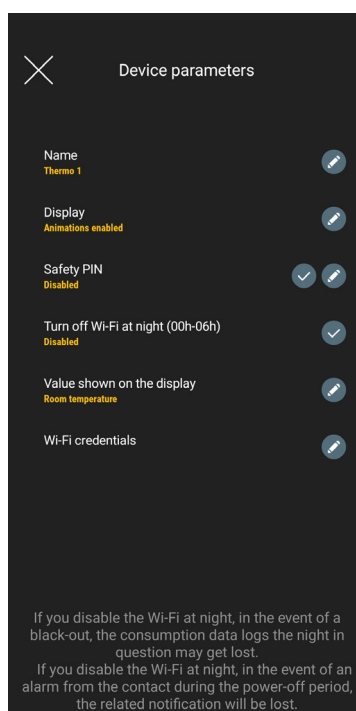 Device parameters
Name
Thermo 1
Display
Animations enabled
Safety PIN
Disabled
Turn off Wi-Fi at night (00h-06h)
Disabled
Value shown on the display
Room temperature
Wi-Fi credentials
If you disable the Wi-Fi at night, in the event of a
black-out, the consumption data logs the night in
question may get lost.
If you disable the Wi-Fi at night, in the event of an
alarm from the contact during the power-off period,
the related notification will be lost.